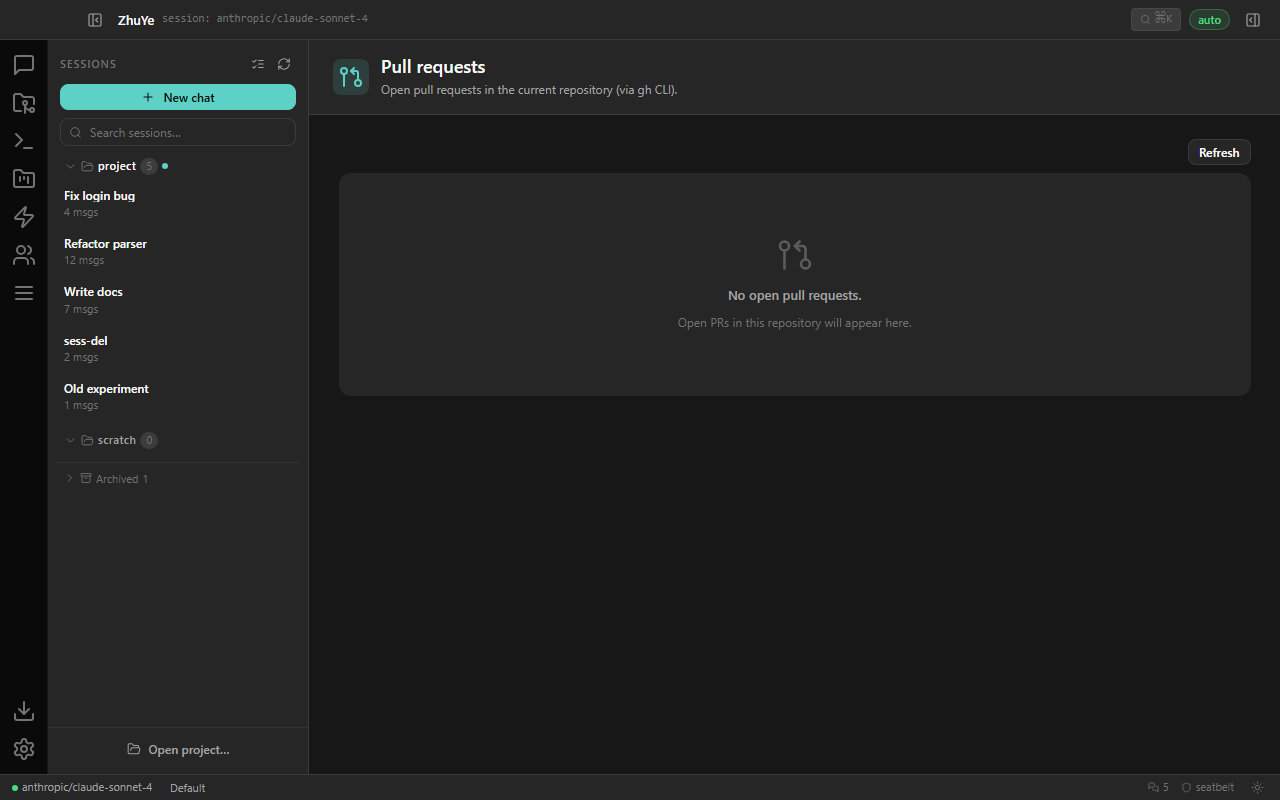 ZhuYe session: anthropic/claude-sonnet-4
⌘K
auto
SESSIONS
New chat
Search sessions...
project 5
Fix login bug
4 msgs
Refactor parser
12 msgs
Write docs
7 msgs
sess-del
2 msgs
Old experiment
1 msgs
scratch 0
Archived 1
Open project...
Pull requests
Open pull requests in the current repository (via gh CLI).
Refresh
No open pull requests.
Open PRs in this repository will appear here.
anthropic/claude-sonnet-4 Default
5 seatbelt